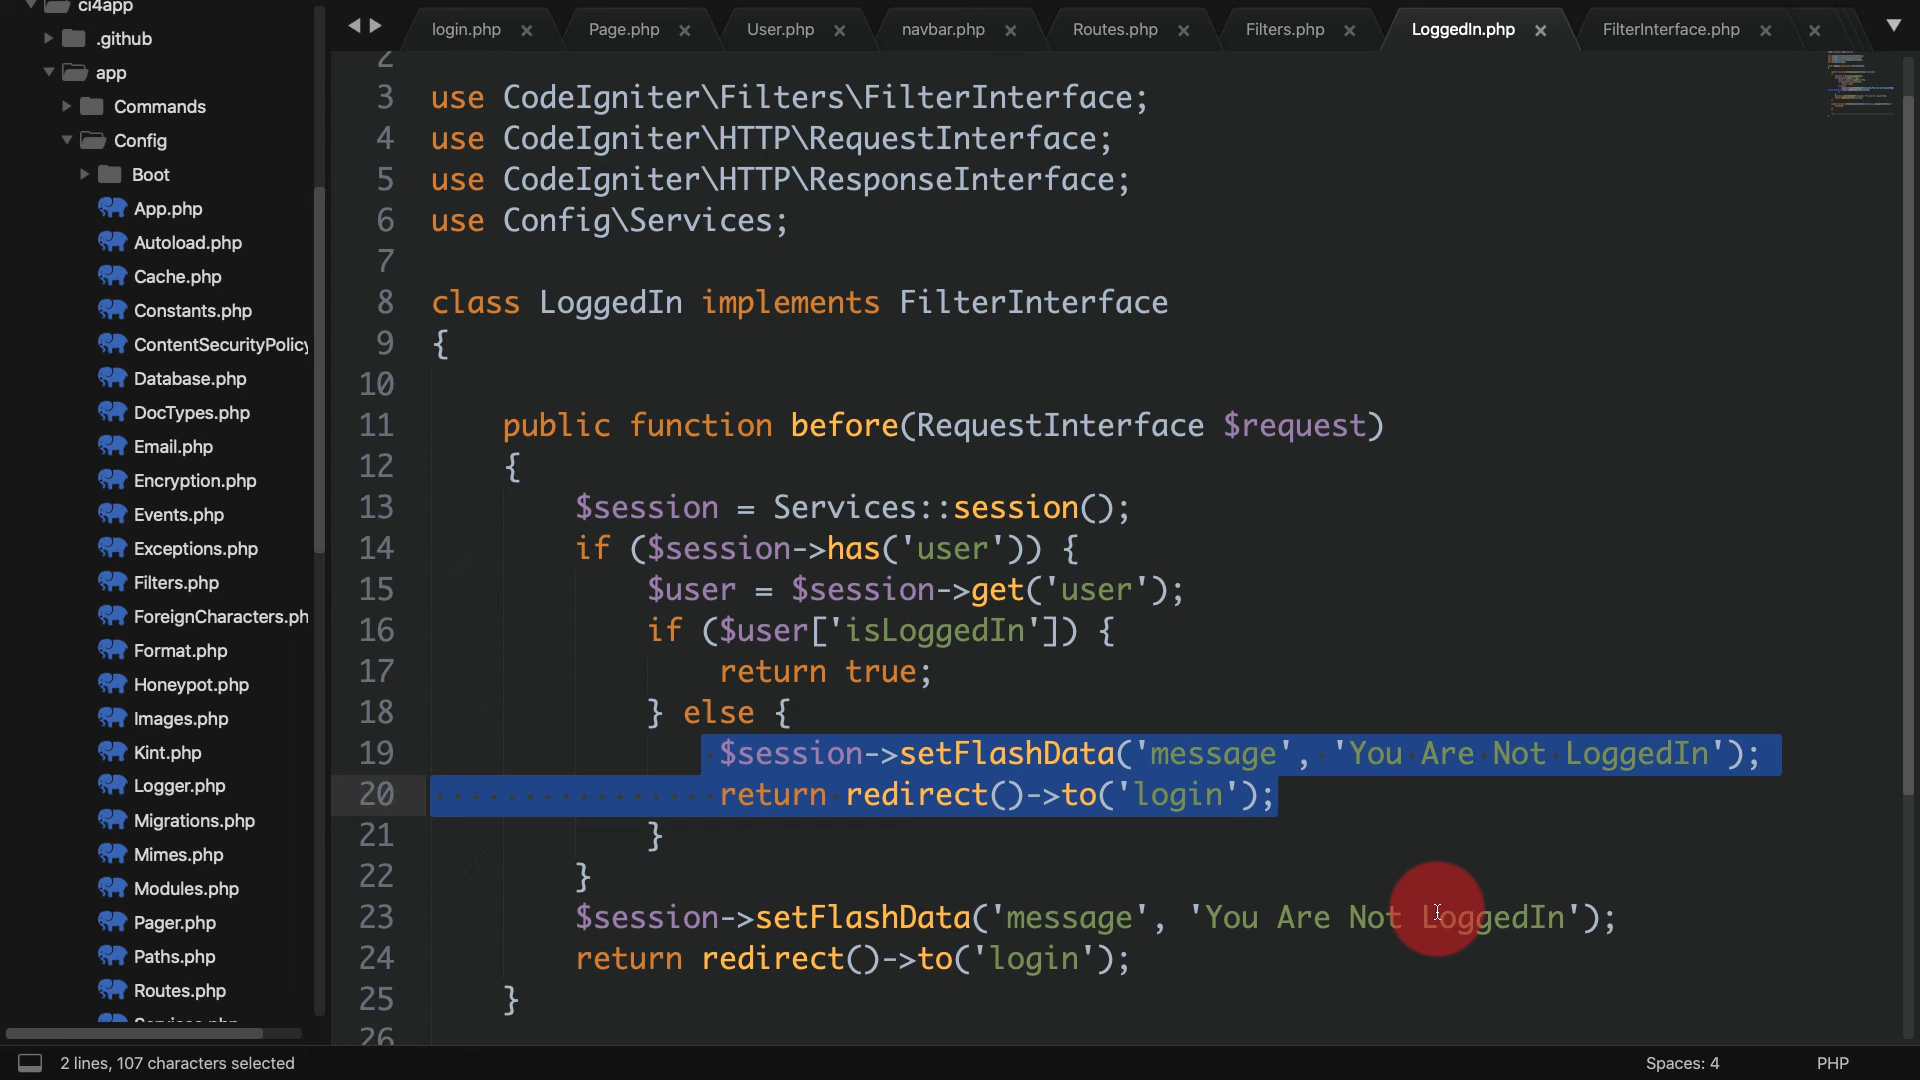 ci4app
.github
app
Commands
Config
Boot
App.php
Autoload.php
Cache.php
Constants.php
ContentSecurityPolicy
Database.php
DocTypes.php
Email.php
Encryption.php
Events.php
Exceptions.php
Filters.php
ForeignCharacters.ph
Format.php
Honeypot.php
Images.php
Kint.php
Logger.php
Migrations.php
Mimes.php
Modules.php
Pager.php
Paths.php
Routes.php
login.php Page.php User.php navbar.php Routes.php Filters.php LoggedIn.php FilterInterface.php
2
3 use CodeIgniter\Filters\FilterInterface;
4 use CodeIgniter\HTTP\RequestInterface;
5 use CodeIgniter\HTTP\ResponseInterface;
6 use Config\Services;
7
8 class LoggedIn implements FilterInterface
9 {
10
11 public function before(RequestInterface $request)
12 {
13 $session = Services::session();
14 if ($session->has('user')) {
15 $user = $session->get('user');
16 if ($user['isLoggedIn']) {
17 return true;
18 } else {
19 $session->setFlashData('message', 'You Are Not LoggedIn');
20 return redirect()->to('login');
21 }
22 }
23 $session->setFlashData('message', 'You Are Not LoggedIn');
24 return redirect()->to('login');
25 }
26
2 lines, 107 characters selected
Spaces: 4 PHP